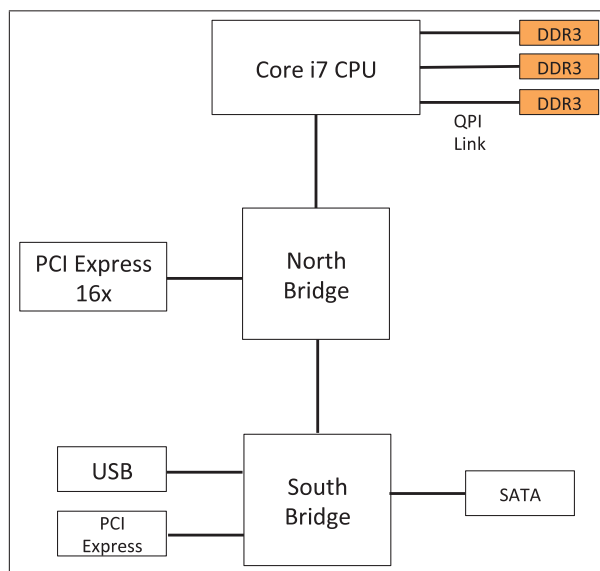 DDR3
Core i7 CPU
DDR3
DDR3
QPI
Link
PCI Express
16x
North
Bridge
USB
South
Bridge
SATA
PCI
Express